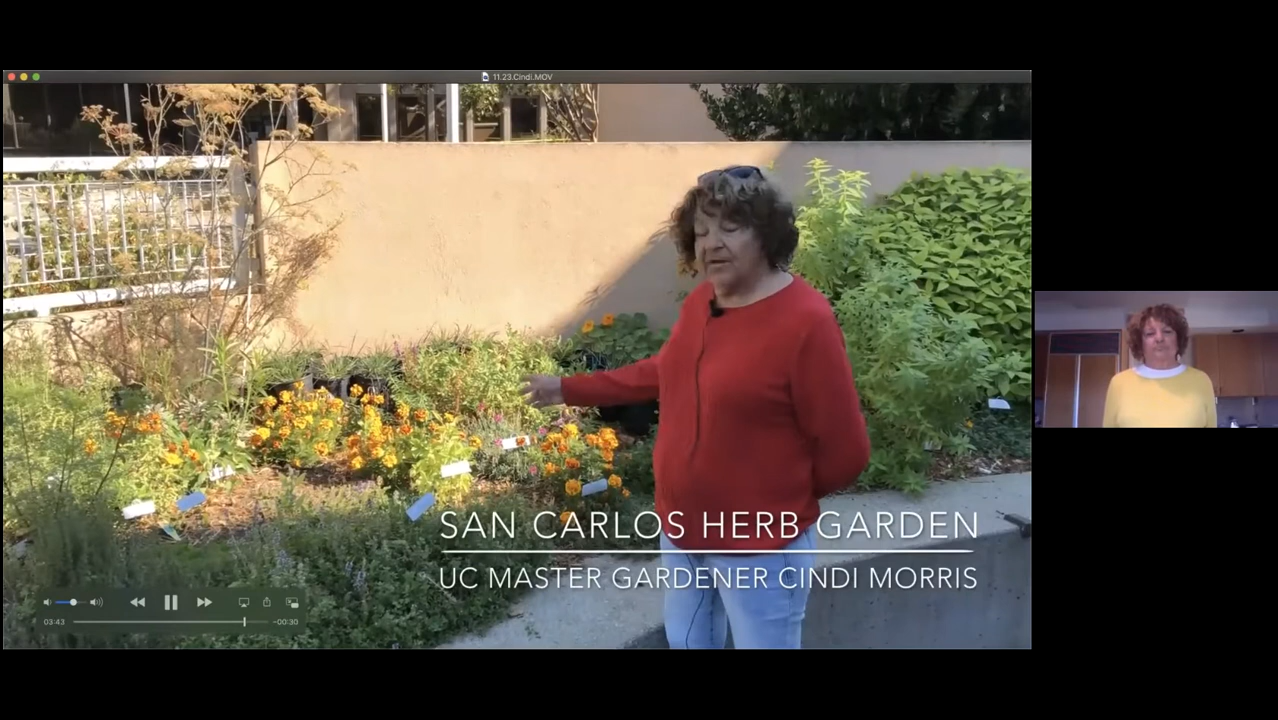 11.23.Cindi.MOV
SAN CARLOS HERB GARDEN
UC MASTER GARDENER CINDI MORRIS
03:43
-00:30